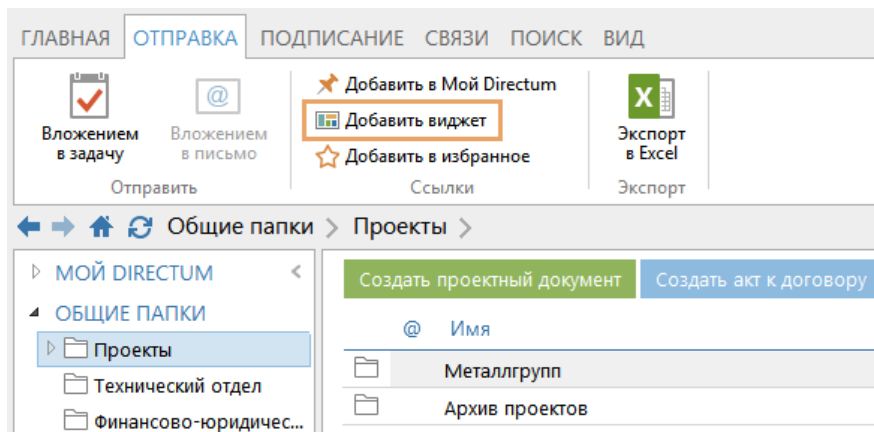 ГЛАВНАЯ ОТПРАВКА ПОДПИСАНИЕ СВЯЗИ ПОИСК ВИД
Вложением
в задачу
@
Вложением
в письмо
Отправить
Добавить в Мой Directum
Добавить виджет
Добавить в избранное
Ссылки
X
Экспорт
в Excel
Экспорт
Общие папки > Проекты >
МОЙ DIRECTUM <
ОБЩИЕ ПАПКИ
Проекты
Технический отдел
Финансово-юридичес...
Создать проектный документ Создать акт к договору
@ Имя
Металлгрупп
Архив проектов